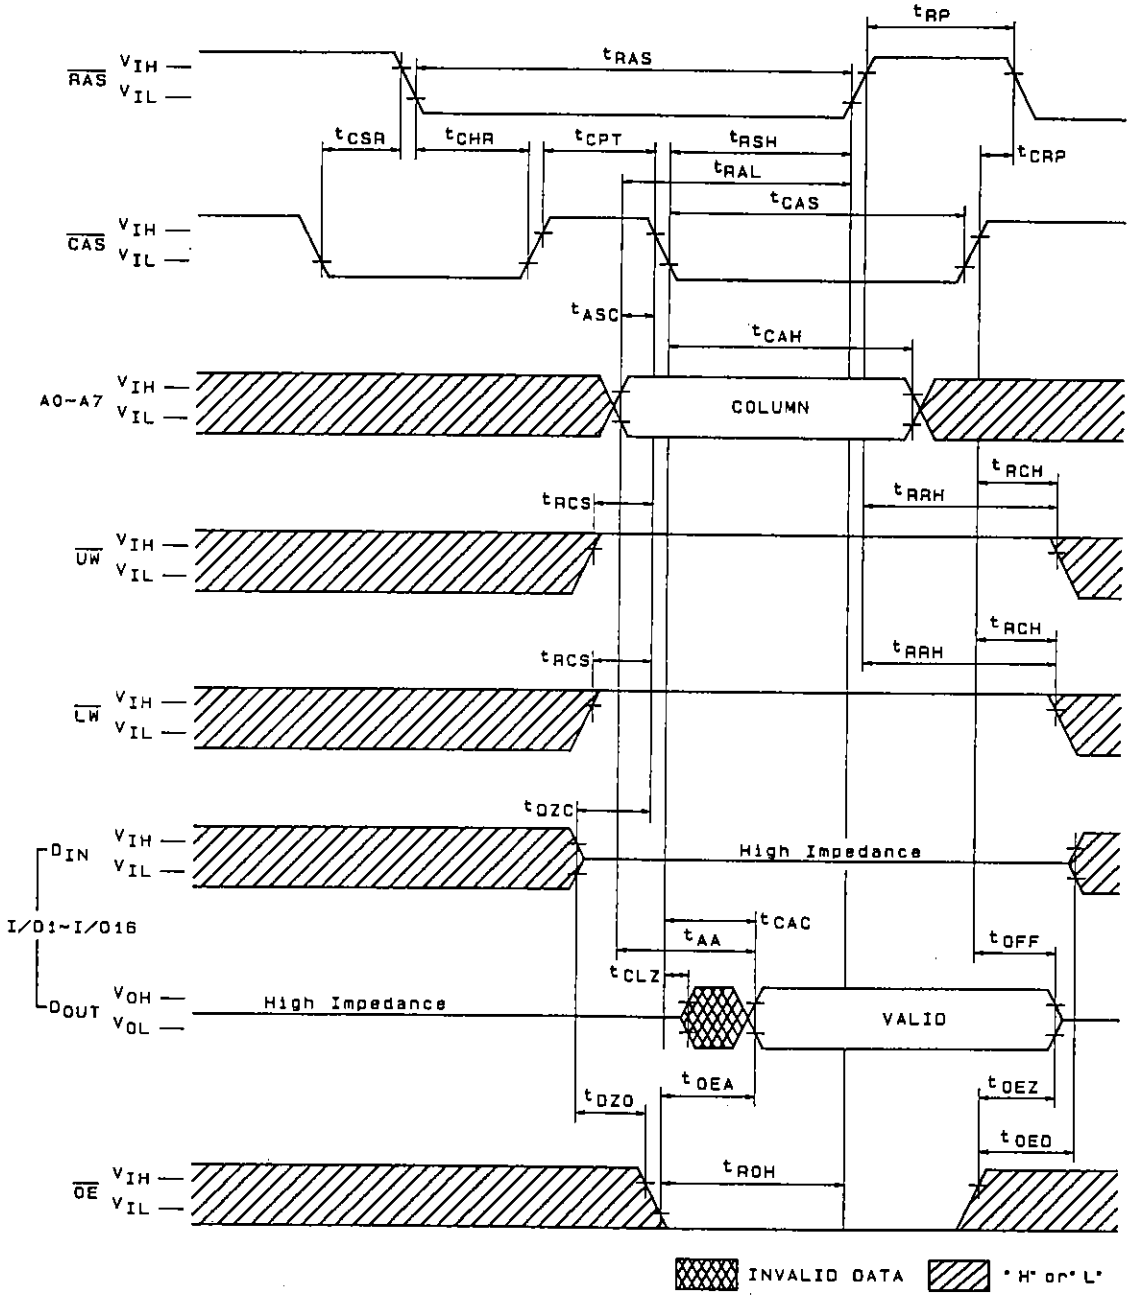 tRP
RAS VIH
VIL
tRAS
tCSR tCHR tCPT tRSH tCRP
tRAL
tCAS
CAS VIH
VIL
tASC
tCAH
A0~A7 VIH
VIL
COLUMN
tRCH
tRCS tRRH
UW VIH
VIL
tRCH
tRCS tRRH
LW VIH
VIL
tDZC
DIN VIH
VIL
High Impedance
I/O1~I/O16
tCAC
tAA tOFF
tCLZ
DOUT VOH
VOL
High Impedance
VALID
tOEA tOEZ
tDZO
tOED
OE VIH
VIL
tROH
INVALID DATA "H" or "L"